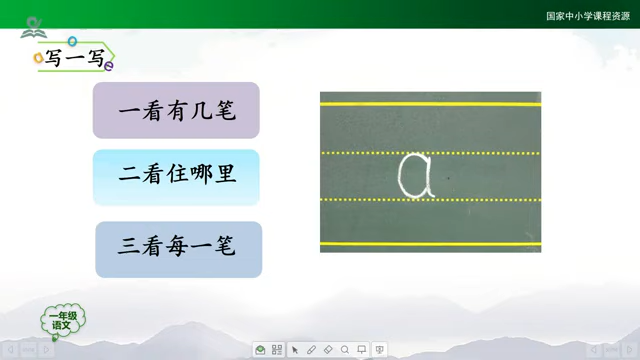 国家中小学课程资源
写一写
一看有几笔
二看住哪里
三看每一笔
ɑ
一年级
语文